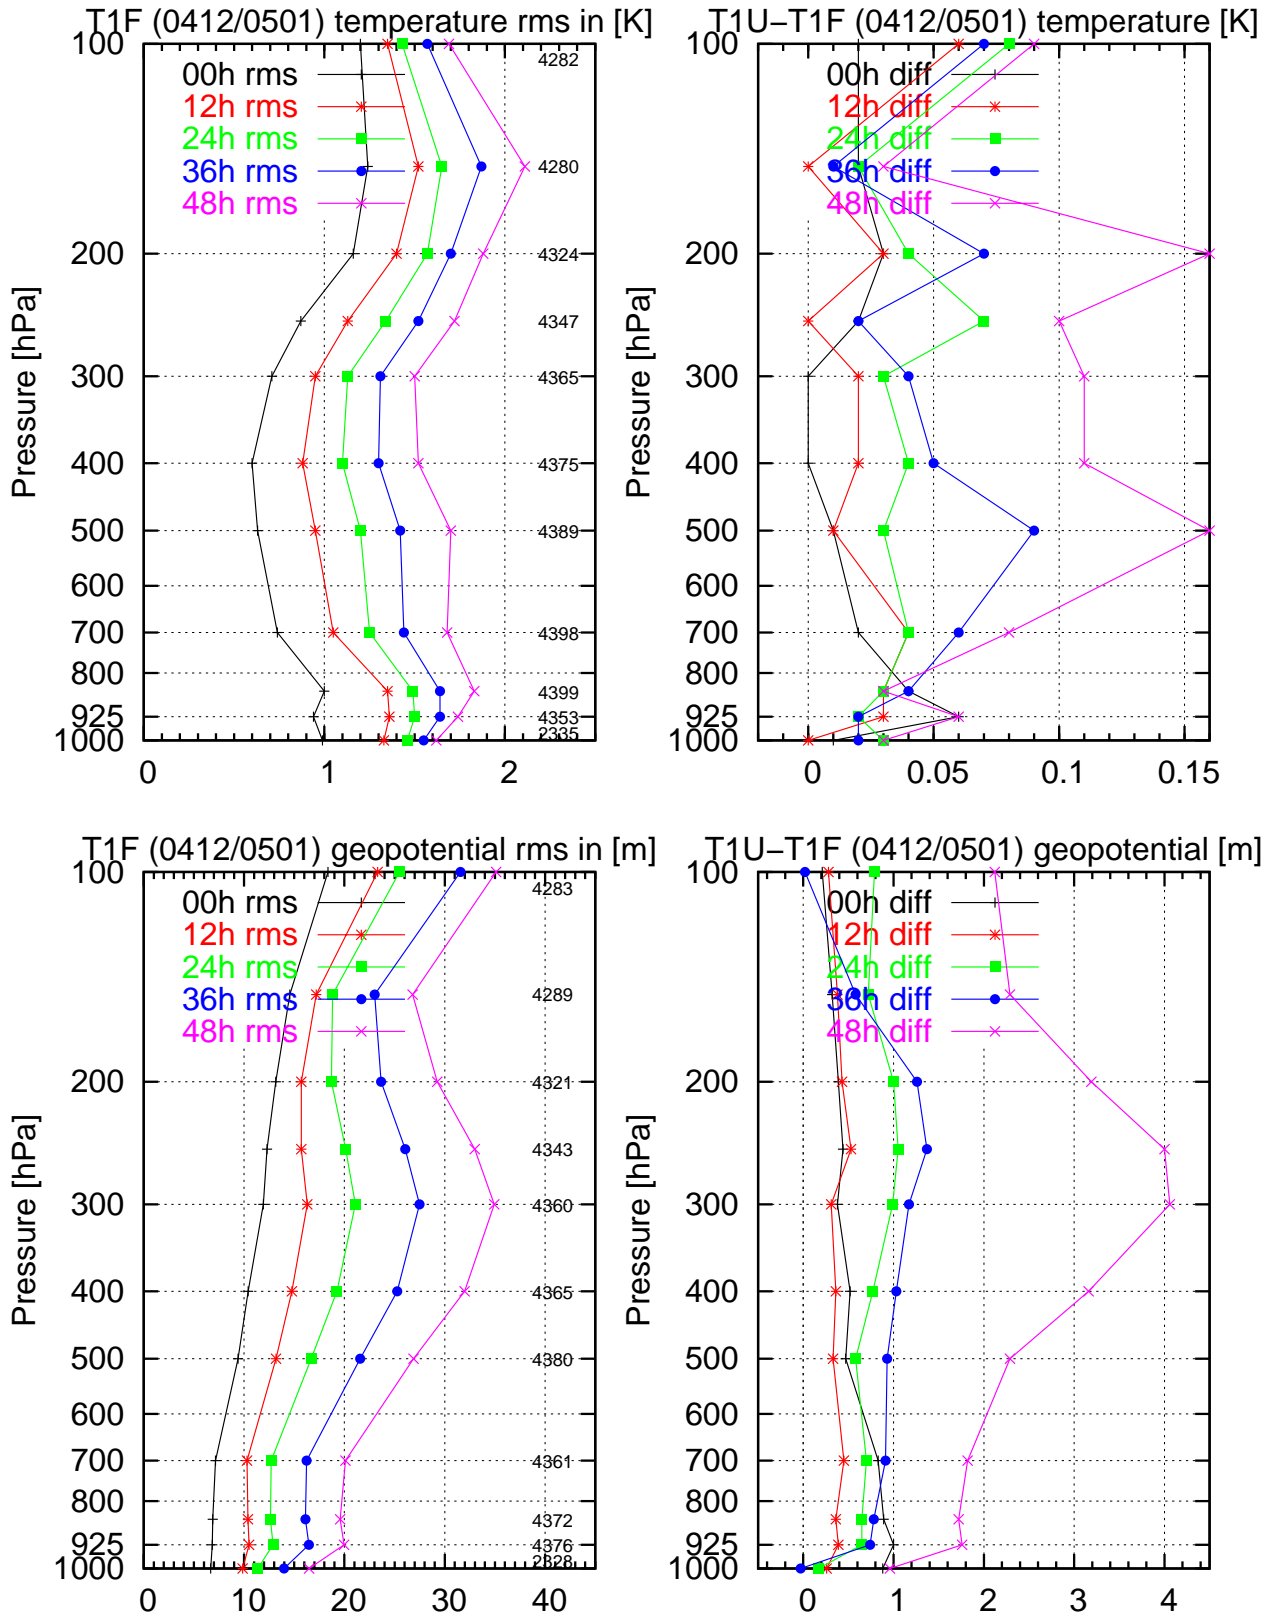 T1F (0412/0501) temperature rms in [K]
100
200
300
400
500
600
700
800
925
1000
Pressure [hPa]
00h rms
12h rms
24h rms
36h rms
48h rms
4282
4280
4324
4347
4365
4375
4389
4398
4399
4353
2335
0 1 2
T1U−T1F (0412/0501) temperature [K]
100
200
300
400
500
600
700
800
925
1000
Pressure [hPa]
00h diff
12h diff
24h diff
36h diff
48h diff
0 0.05 0.1 0.15
T1F (0412/0501) geopotential rms in [m]
100
200
300
400
500
600
700
800
925
1000
Pressure [hPa]
00h rms
12h rms
24h rms
36h rms
48h rms
4283
4289
4321
4343
4360
4365
4380
4361
4372
4376
2328
0 10 20 30 40
T1U−T1F (0412/0501) geopotential [m]
100
200
300
400
500
600
700
800
925
1000
Pressure [hPa]
00h diff
12h diff
24h diff
36h diff
48h diff
0 1 2 3 4